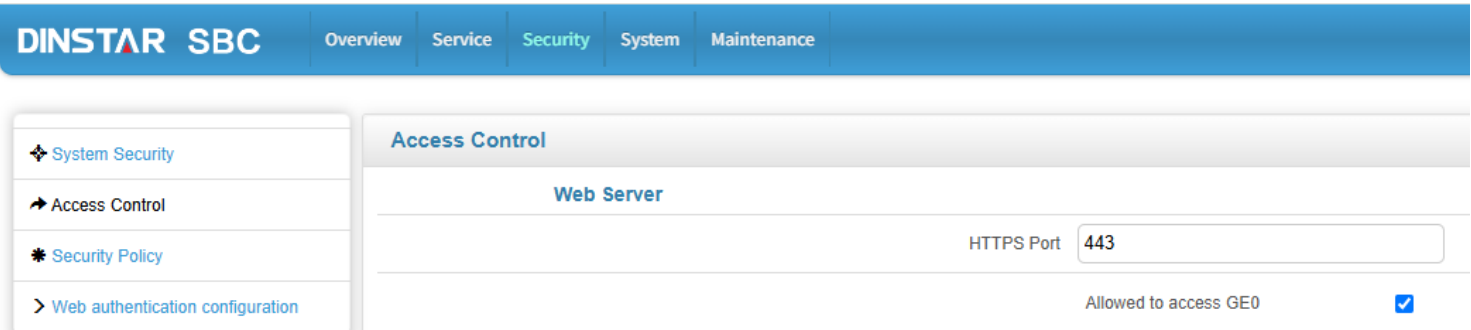 DINSTAR SBC Overview Service Security System Maintenance
System Security
Access Control
Security Policy
Web authentication configuration
Access Control
Web Server
HTTPS Port 443
Allowed to access GE0